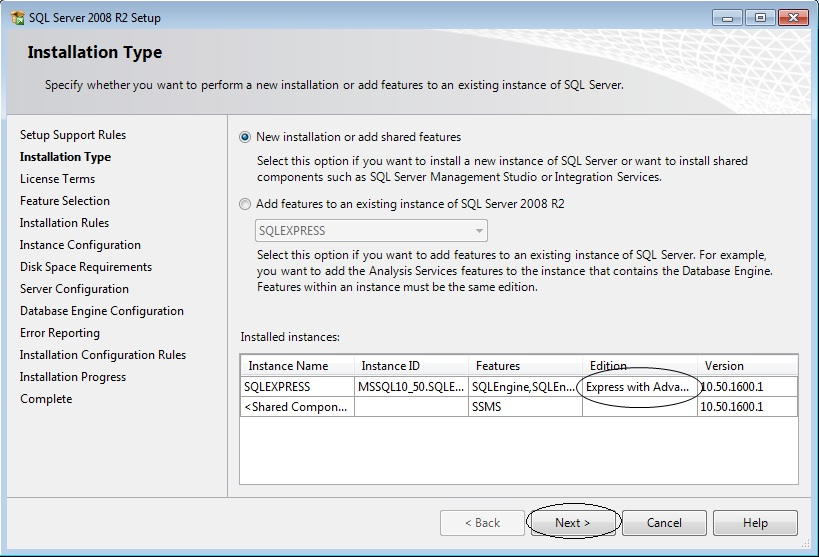 SQL Server 2008 R2 Setup
Installation Type
Specify whether you want to perform a new installation or add features to an existing instance of SQL Server.
Setup Support Rules
Installation Type
License Terms
Feature Selection
Installation Rules
Instance Configuration
Disk Space Requirements
Server Configuration
Database Engine Configuration
Error Reporting
Installation Configuration Rules
Installation Progress
Complete
New installation or add shared features
Select this option if you want to install a new instance of SQL Server or want to install shared
components such as SQL Server Management Studio or Integration Services.
Add features to an existing instance of SQL Server 2008 R2
SQLEXPRESS
Select this option if you want to add features to an existing instance of SQL Server. For example,
you want to add the Analysis Services features to the instance that contains the Database Engine.
Features within an instance must be the same edition.
Installed instances:
Instance Name Instance ID Features Edition Version
SQLEXPRESS MSSQL10_50.SQLE... SQLEngine,SQLEn... Express with Adva... 10.50.1600.1
<Shared Compon... SSMS 10.50.1600.1
< Back Next > Cancel Help